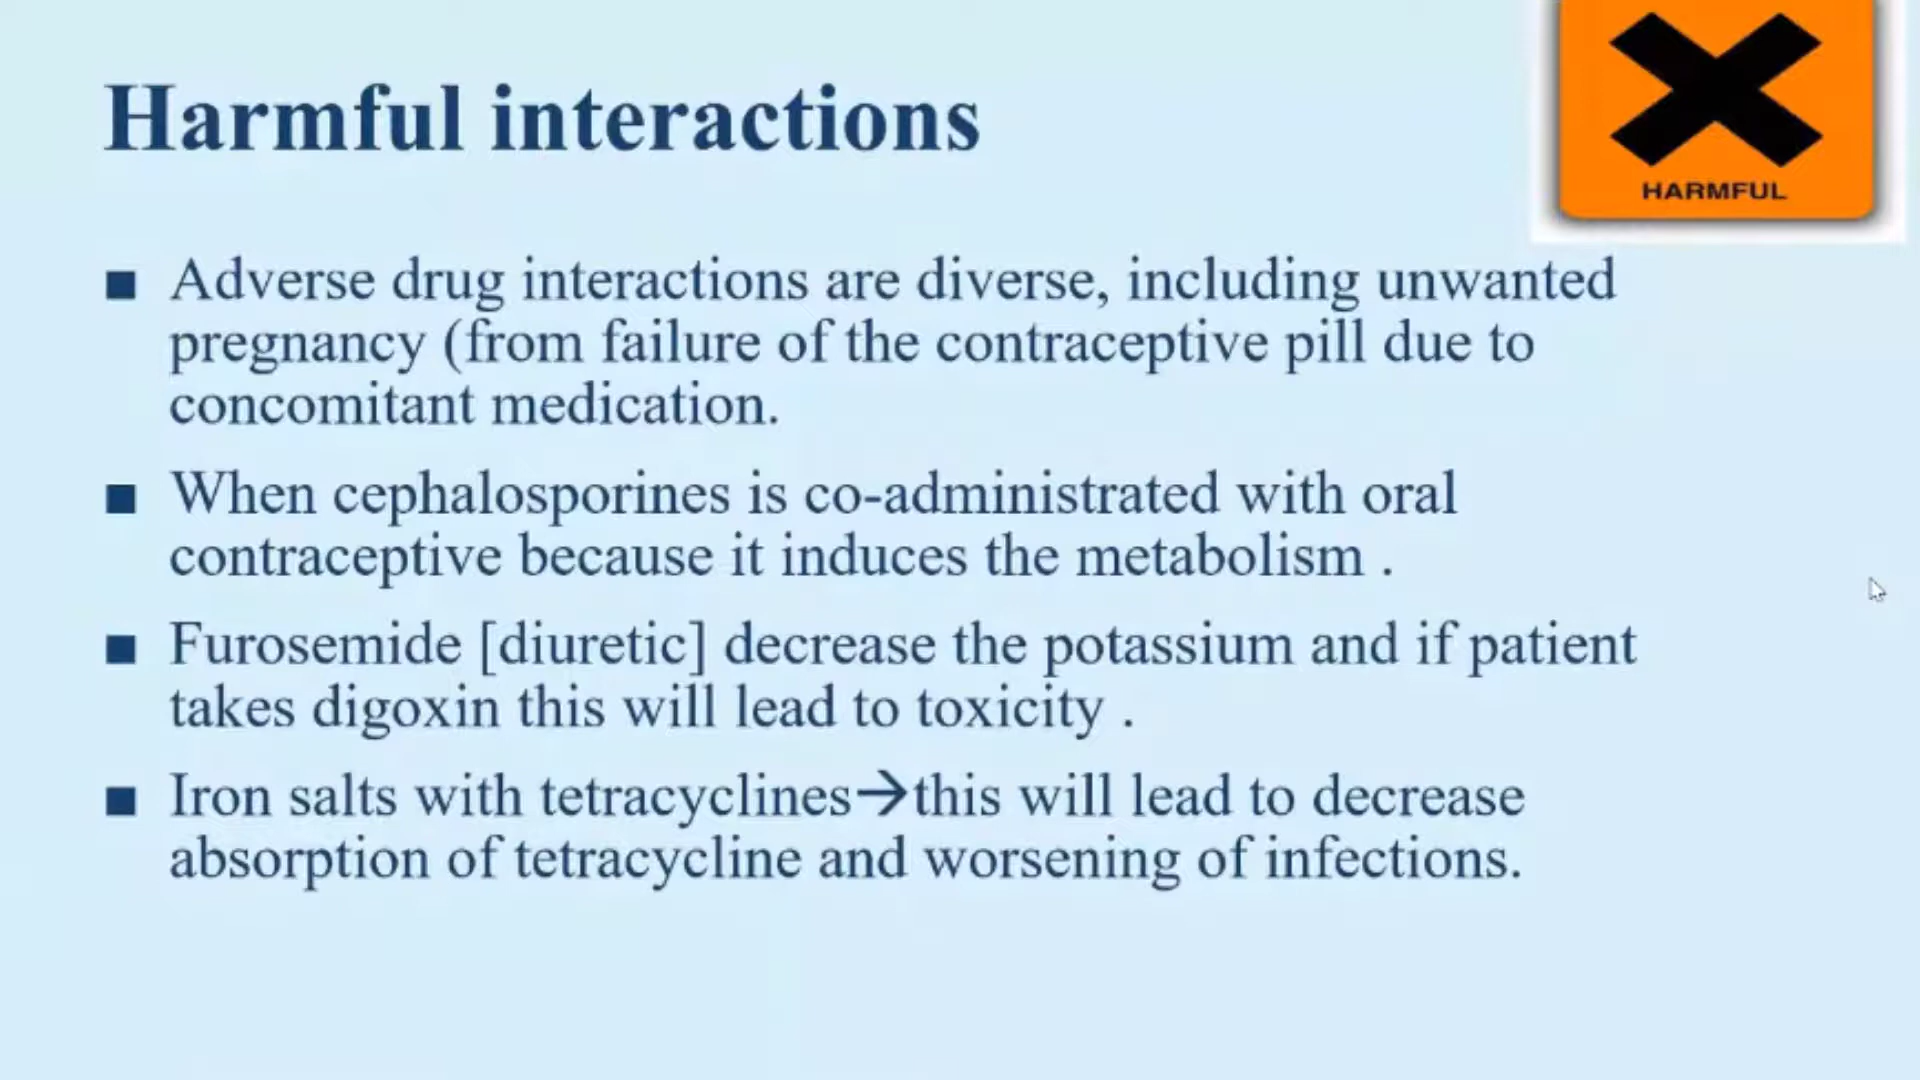 Harmful interactions
HARMFUL
■ Adverse drug interactions are diverse, including unwanted
pregnancy (from failure of the contraceptive pill due to
concomitant medication.
■ When cephalosporines is co-administrated with oral
contraceptive because it induces the metabolism .
■ Furosemide [diuretic] decrease the potassium and if patient
takes digoxin this will lead to toxicity .
■ Iron salts with tetracyclines→this will lead to decrease
absorption of tetracycline and worsening of infections.